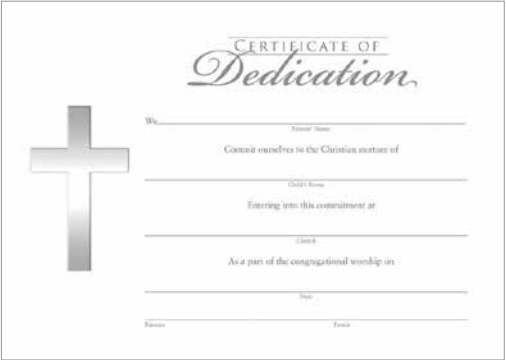 CERTIFICATE OF
Dedication
We
Parents' Name
Commit ourselves to the Christian nurture of
Child's Name
Entering into this commitment at
Church
As a part of the congregational worship on
Date
Pastor